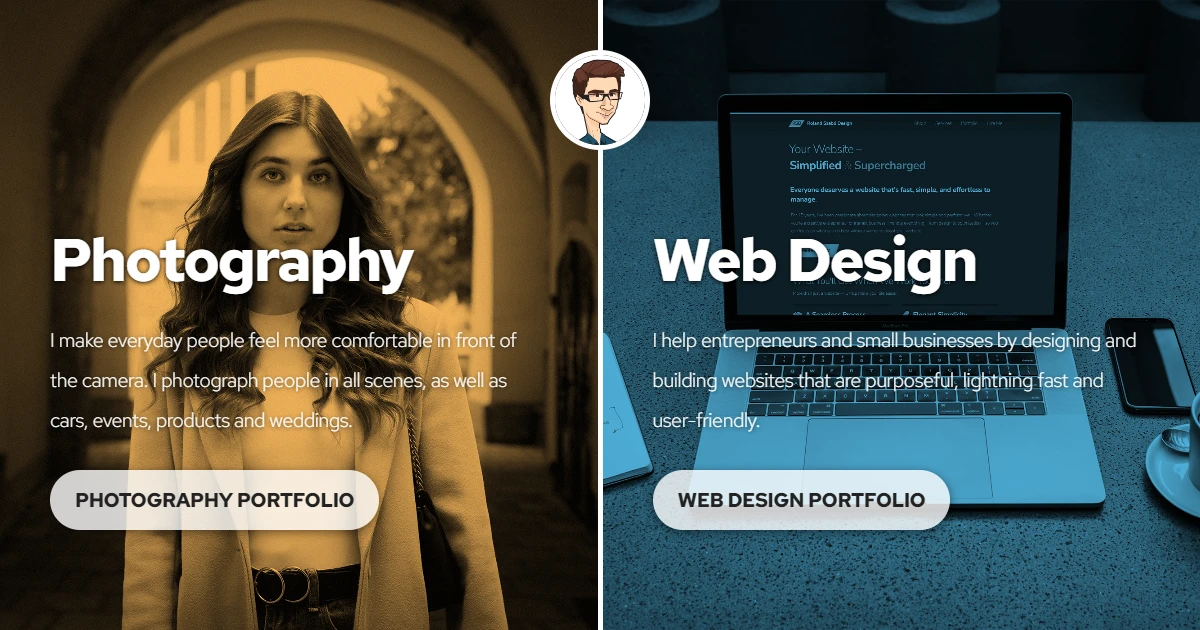 Photography
I make everyday people feel more comfortable in front of
the camera. I photograph people in all scenes, as well as
cars, events, products and weddings.
PHOTOGRAPHY PORTFOLIO
Roland Szabó Design
Your Website –
Simplified & Supercharged
Everyone deserves a website that's fast, simple, and effortless to
manage.
Web Design
I help entrepreneurs and small businesses by designing and
building websites that are purposeful, lightning fast and
user-friendly.
WEB DESIGN PORTFOLIO